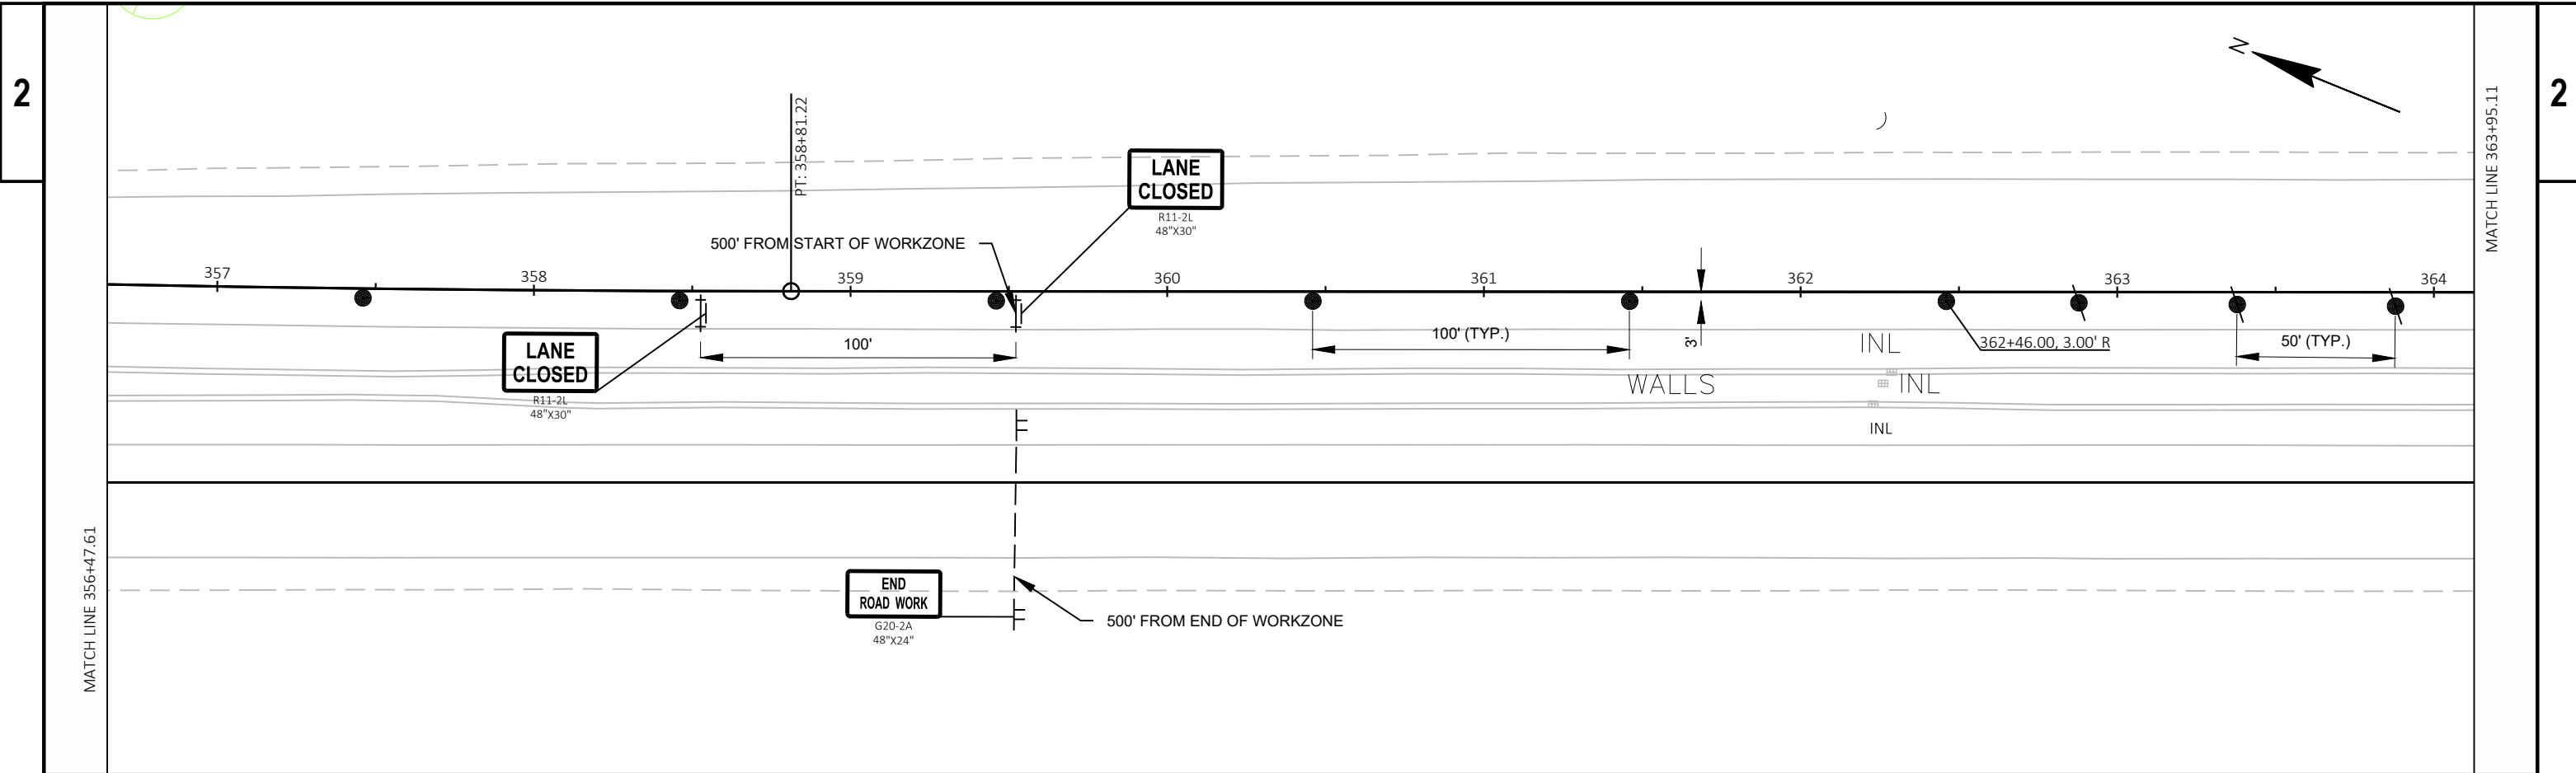 2
2
N
MATCH LINE 363+95.11
PT: 358+81.22
LANE
CLOSED
R11-2L
48"X30"
500' FROM START OF WORKZONE
357
358
359
360
361
362
363
364
LANE
CLOSED
R11-2L
48"X30"
100'
100' (TYP.)
3'
INL
362+46.00, 3.00' R
50' (TYP.)
WALLS
INL
INL
MATCH LINE 356+47.61
END
ROAD WORK
G20-2A
48"X24"
500' FROM END OF WORKZONE